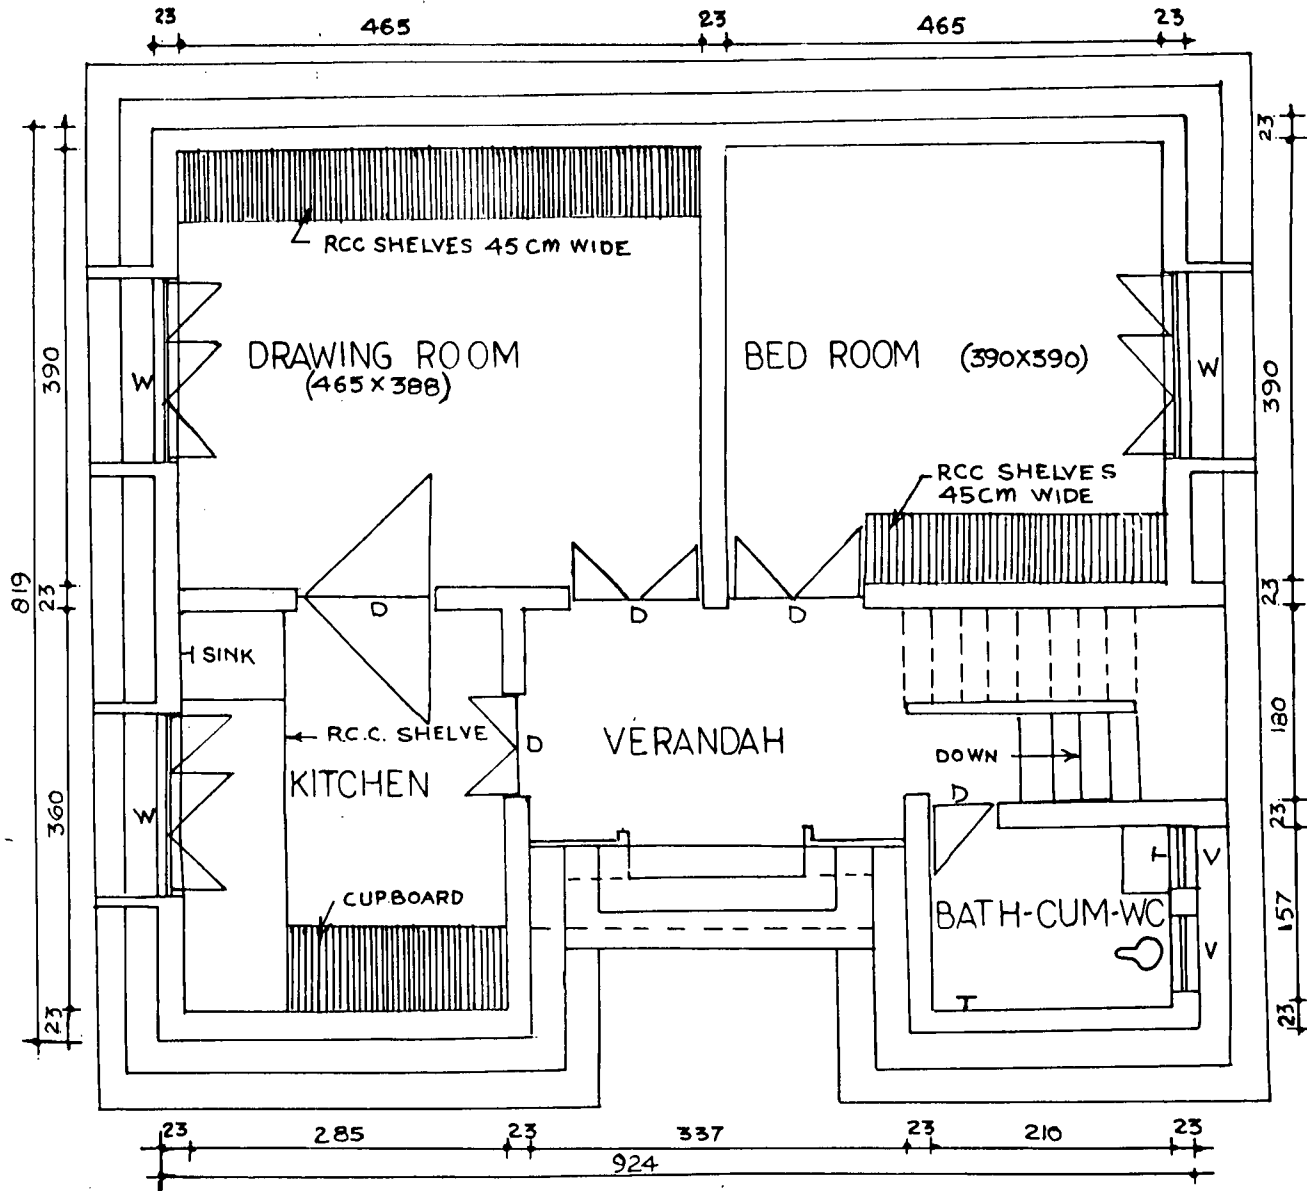 23 465 23 465 23
RCC SHELVES 45 CM WIDE
DRAWING ROOM
(465 X 388)
BED ROOM (390X390)
RCC SHELVES
45CM WIDE
W
W
D
D
D
SINK
R.C.C. SHELVE
KITCHEN
D
W
VERANDAH
DOWN
D
CUPBOARD
BATH-CUM-WC
T
V
V
T
819
390
23
360
23
23
390
23
180
23
157
23
23 285 23 337 23 210 23
924